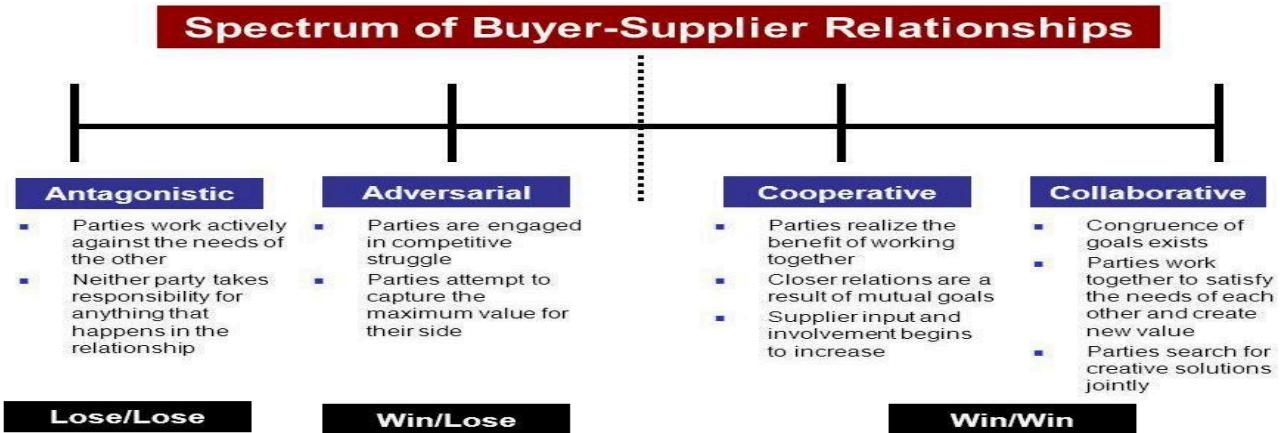 Spectrum of Buyer-Supplier Relationships
Antagonistic
▪ Parties work actively
against the needs of
the other
▪ Neither party takes
responsibility for
anything that
happens in the
relationship
Lose/Lose
Adversarial
▪ Parties are engaged
in competitive
struggle
▪ Parties attempt to
capture the
maximum value for
their side
Win/Lose
Cooperative
▪ Parties realize the
benefit of working
together
▪ Closer relations are a
result of mutual goals
▪ Supplier input and
involvement begins
to increase
Collaborative
▪ Congruence of
goals exists
▪ Parties work
together to satisfy
the needs of each
other and create
new value
▪ Parties search for
creative solutions
jointly
Win/Win